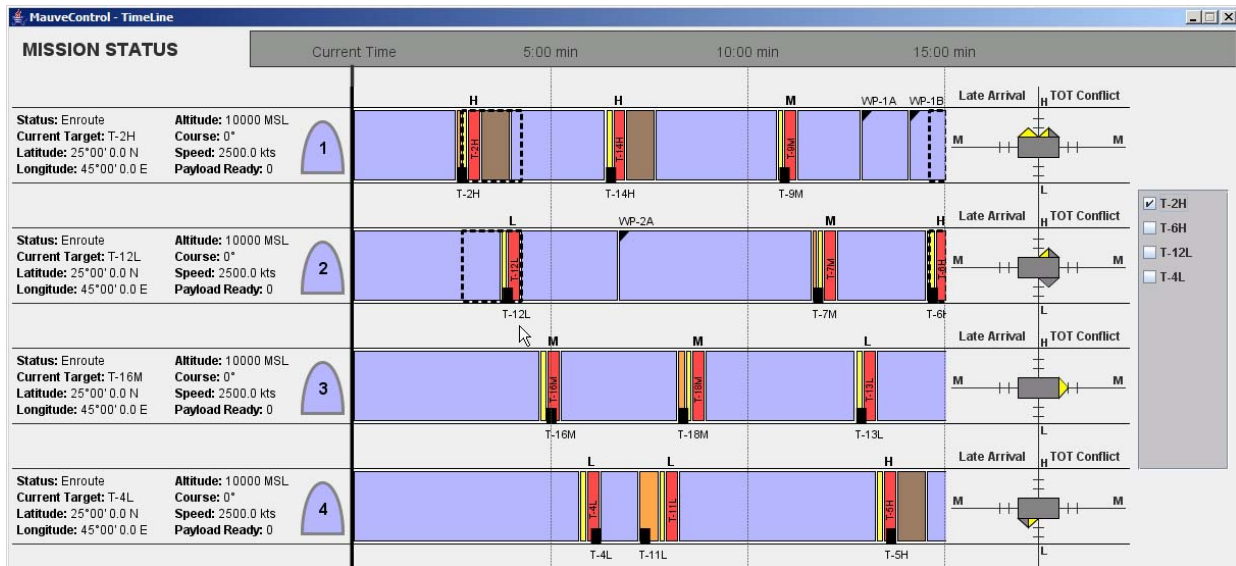 MauveControl - TimeLine
MISSION STATUS
Current Time 5:00 min 10:00 min 15:00 min
H H M WP-1A WP-1B Late Arrival H TOT Conflict
Status: Enroute Altitude: 10000 MSL
Current Target: T-2H Course: 0°
Latitude: 25°00' 0.0 N Speed: 2500.0 kts
Longitude: 45°00' 0.0 E Payload Ready: 0
1
T-2H T-14H T-9M
M M
L
T-2H T-14H T-9M
T-2H
T-6H
T-12L
T-4L
L WP-2A M H Late Arrival H TOT Conflict
Status: Enroute Altitude: 10000 MSL
Current Target: T-12L Course: 0°
Latitude: 25°00' 0.0 N Speed: 2500.0 kts
Longitude: 45°00' 0.0 E Payload Ready: 0
2
T-12L T-7M T-6H
M M
L
T-12L T-7M T-6H
M M L Late Arrival H TOT Conflict
Status: Enroute Altitude: 10000 MSL
Current Target: T-16M Course: 0°
Latitude: 25°00' 0.0 N Speed: 2500.0 kts
Longitude: 45°00' 0.0 E Payload Ready: 0
3
T-16M T-18M T-13L
M M
L
T-16M T-18M T-13L
L L H Late Arrival H TOT Conflict
Status: Enroute Altitude: 10000 MSL
Current Target: T-4L Course: 0°
Latitude: 25°00' 0.0 N Speed: 2500.0 kts
Longitude: 45°00' 0.0 E Payload Ready: 0
4
T-4L T-11L T-5H
M M
L
T-4L T-11L T-5H